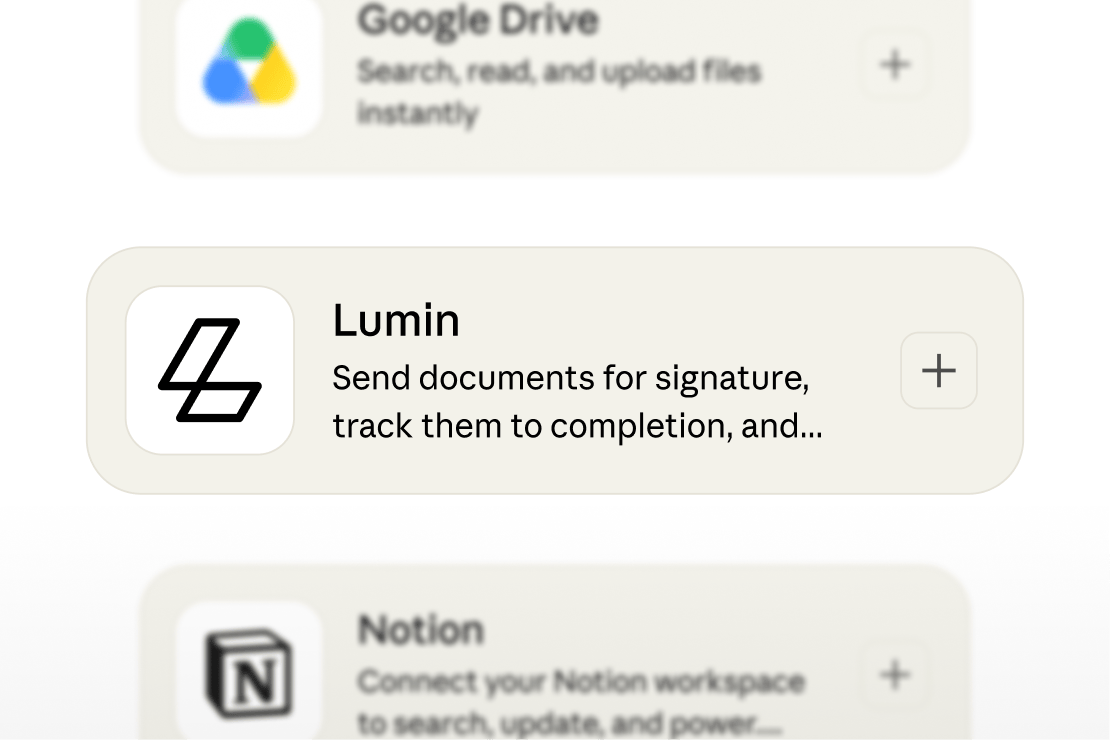 Google Drive
Search, read, and upload files
instantly
Lumin
Send documents for signature,
track them to completion, and...
N
Notion
Connect your Notion workspace
to search, update, and power....